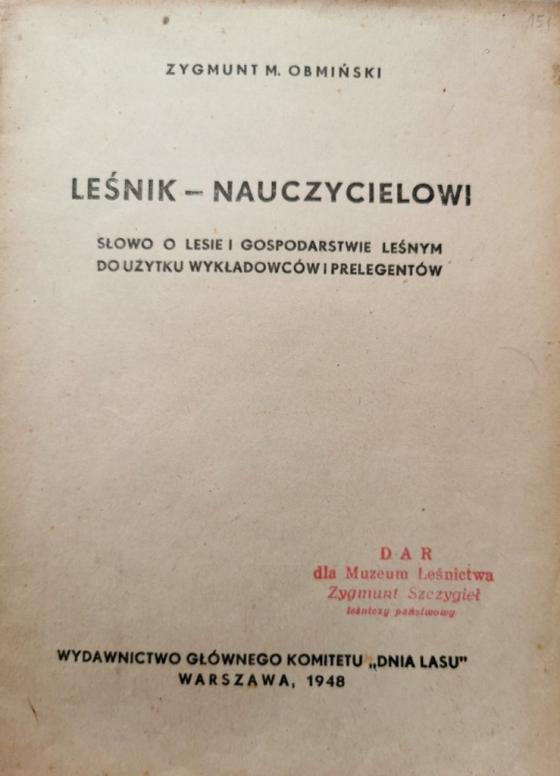 151
ZYGMUNT M. OBMIŃSKI
LEŚNIK – NAUCZYCIELOWI
SŁOWO O LESIE I GOSPODARSTWIE LEŚNYM
DO UŻYTKU WYKŁADOWCÓW I PRELEGENTÓW
DAR
dla Muzeum Leśnictwa
Zygmunt Szczygieł
leśniczy państwowy
WYDAWNICTWO GŁÓWNEGO KOMITETU „DNIA LASU"
WARSZAWA, 1948